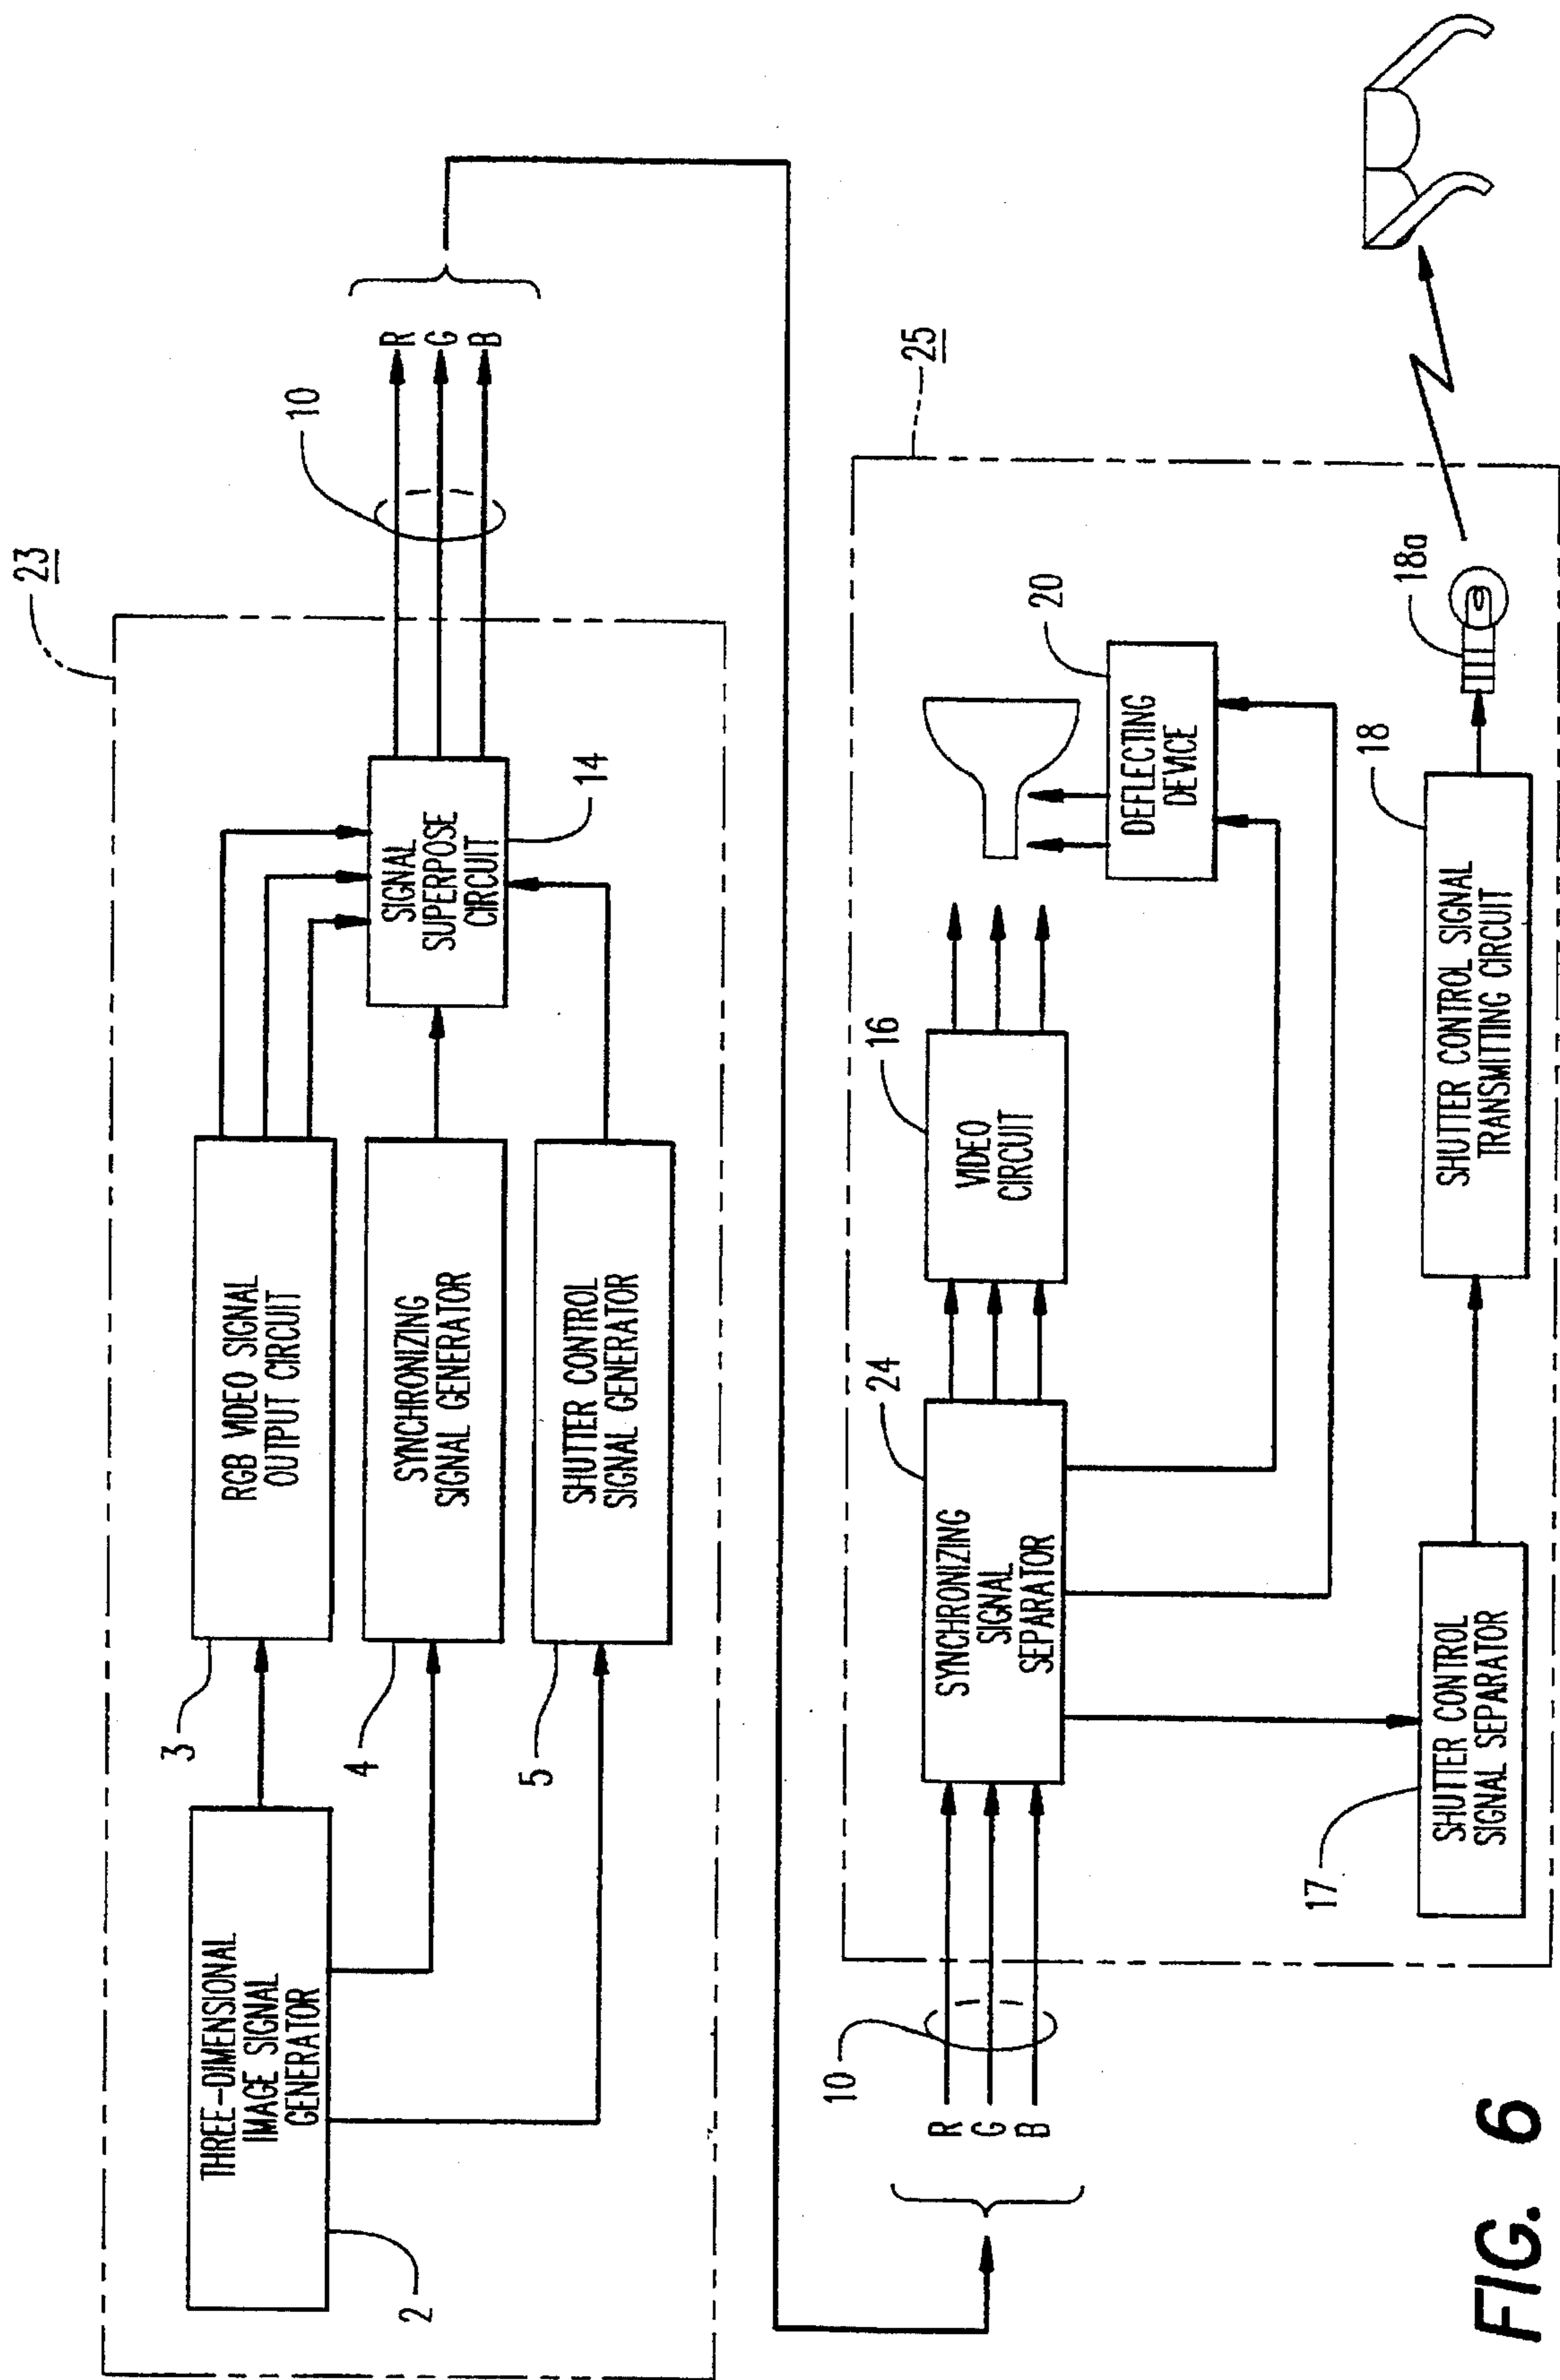 23
THREE-DIMENSIONAL
IMAGE SIGNAL
GENERATOR
2
RGB VIDEO SIGNAL
OUTPUT CIRCUIT
3
SYNCHRONIZING
SIGNAL GENERATOR
4
SHUTTER CONTROL
SIGNAL GENERATOR
5
SIGNAL
SUPERPOSE
CIRCUIT
14
10
R
G
B
25
10
R
G
B
SYNCHRONIZING
SIGNAL
SEPARATOR
24
VIDEO
CIRCUIT
16
DEFLECTING
DEVICE
20
SHUTTER CONTROL
SIGNAL SEPARATOR
17
SHUTTER CONTROL SIGNAL
TRANSMITTING CIRCUIT
18
18a
FIG. 6